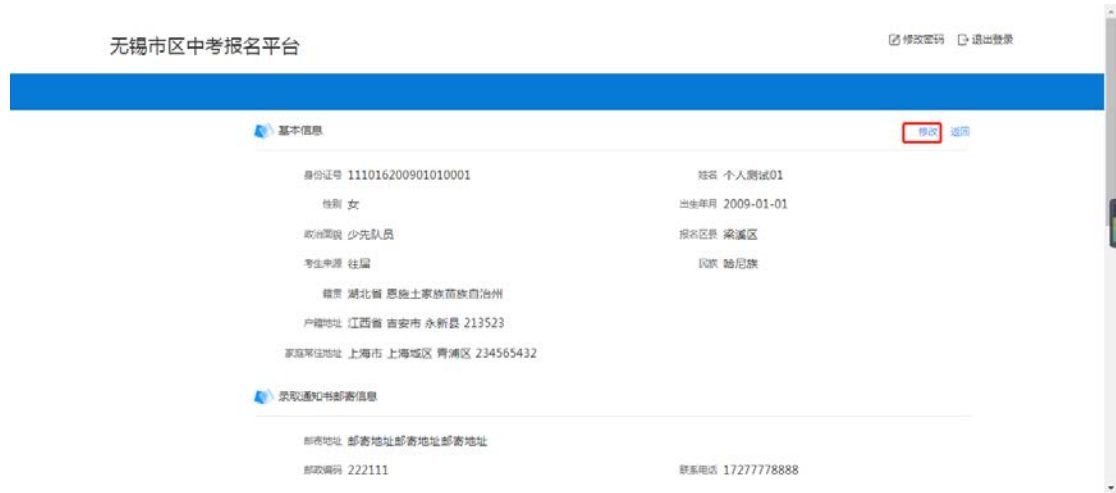 无锡市区中考报名平台
修改密码 退出登录
基本信息
修改 返回
身份证号 111016200901010001 姓名 个人测试01
性别 女 出生年月 2009-01-01
政治面貌 少先队员 报名区县 梁溪区
考生来源 往届 民族 哈尼族
籍贯 湖北省 恩施土家族苗族自治州
户籍地址 江西省 吉安市 永新县 213523
家庭常住地址 上海市 上海城区 青浦区 234565432
录取通知书邮寄信息
邮寄地址 邮寄地址邮寄地址邮寄地址
邮政编码 222111 联系电话 17277778888